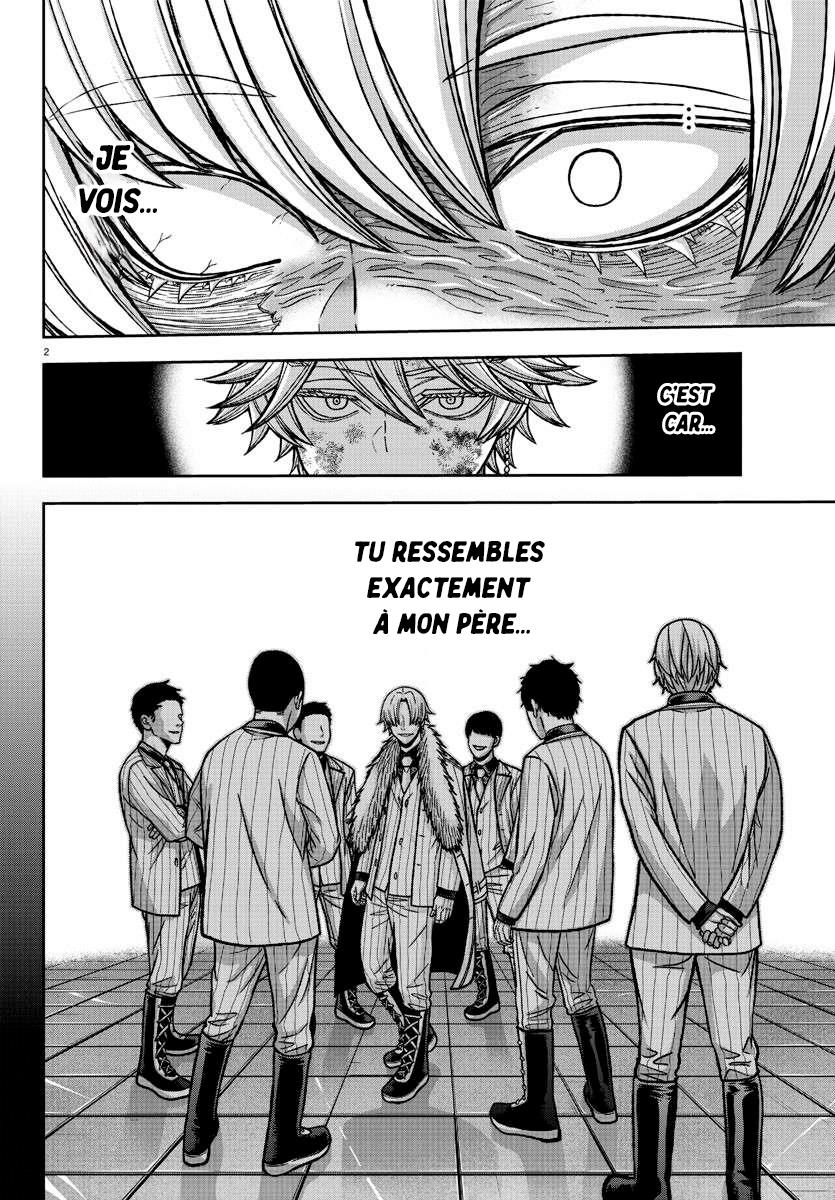 ...
JE
VOIS...
2
C'EST
CAR...
TU RESSEMBLES
EXACTEMENT
À MON PÈRE...